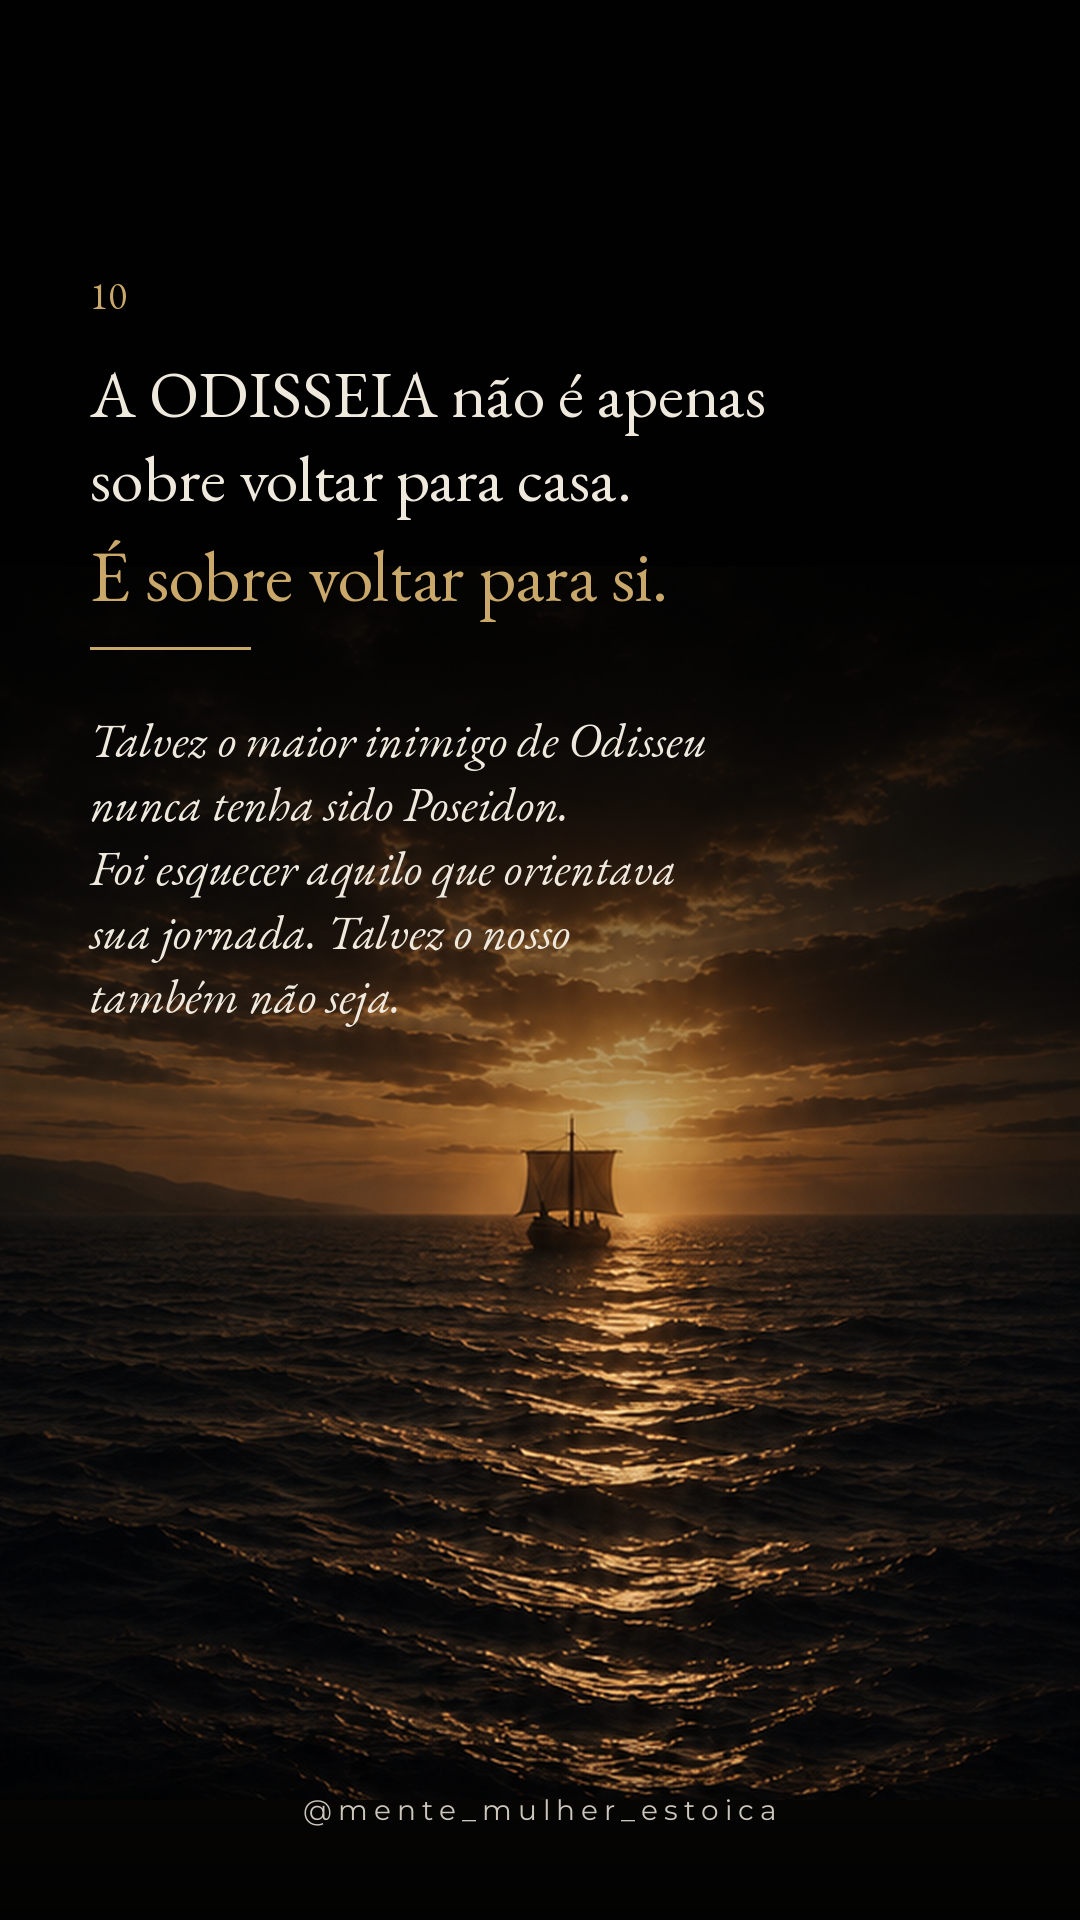 10
A ODISSEIA não é apenas
sobre voltar para casa.
É sobre voltar para si.
Talvez o maior inimigo de Odisseu
nunca tenha sido Poseidon.
Foi esquecer aquilo que orientava
sua jornada. Talvez o nosso
também não seja.
@mente_mulher_estoica